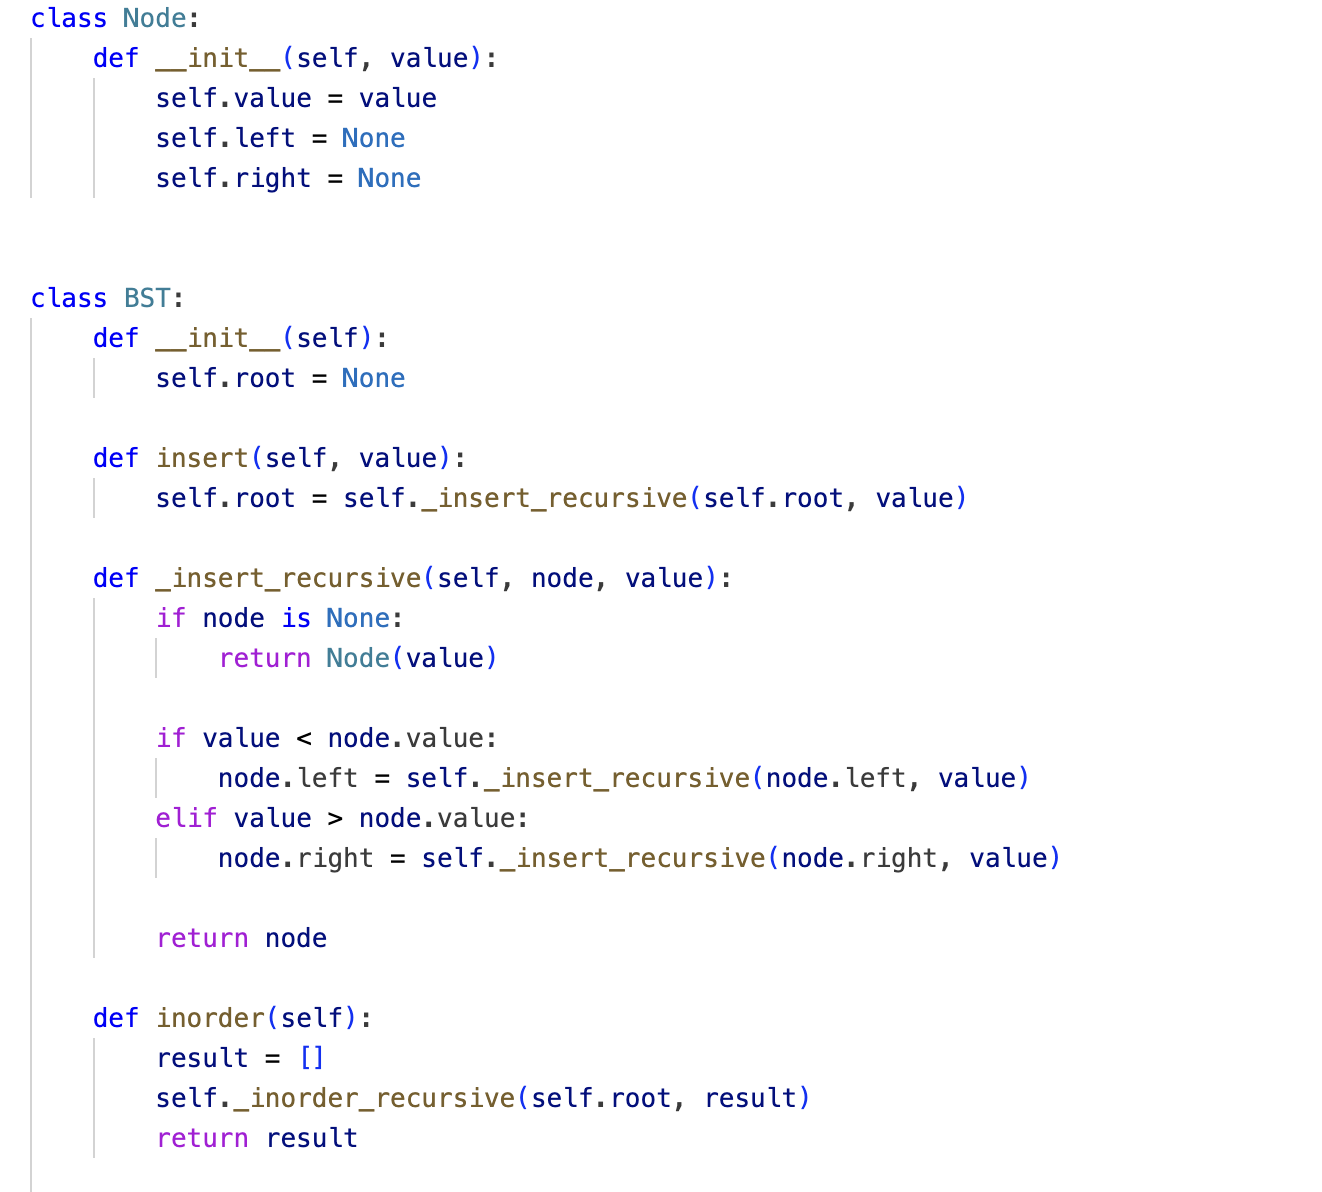 class Node:
    def __init__(self, value):
        self.value = value
        self.left = None
        self.right = None


class BST:
    def __init__(self):
        self.root = None

    def insert(self, value):
        self.root = self._insert_recursive(self.root, value)

    def _insert_recursive(self, node, value):
        if node is None:
            return Node(value)

        if value < node.value:
            node.left = self._insert_recursive(node.left, value)
        elif value > node.value:
            node.right = self._insert_recursive(node.right, value)

        return node

    def inorder(self):
        result = []
        self._inorder_recursive(self.root, result)
        return result